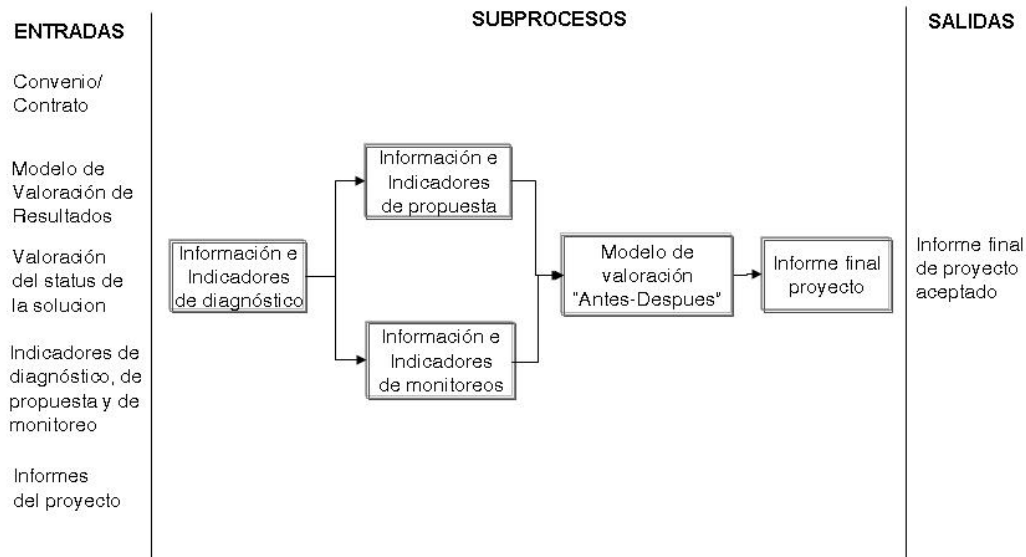 ENTRADAS
Convenio/
Contrato
Modelo de
Valoración de
Resultados
Valoración
del status de
la solucion
Indicadores de
diagnóstico, de
propuesta y de
monitoreo
Informes
del proyecto
SUBPROCESOS
Información e
Indicadores
de diagnóstico
Información e
Indicadores
de propuesta
Información e
Indicadores
de monitoreos
Modelo de
valoración
"Antes-Despues"
Informe final
proyecto
SALIDAS
Informe final
de proyecto
aceptado